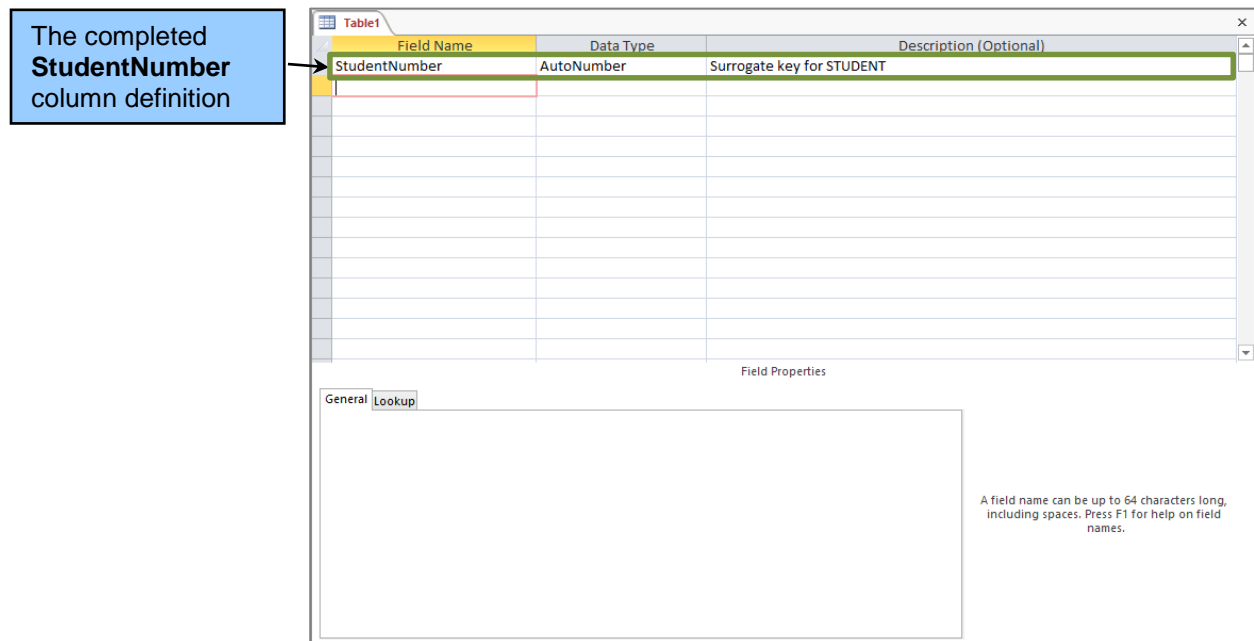 The completed
StudentNumber
column definition
Table1
Field Name Data Type Description (Optional)
StudentNumber AutoNumber Surrogate key for STUDENT
Field Properties
General Lookup
A field name can be up to 64 characters long,
including spaces. Press F1 for help on field
names.